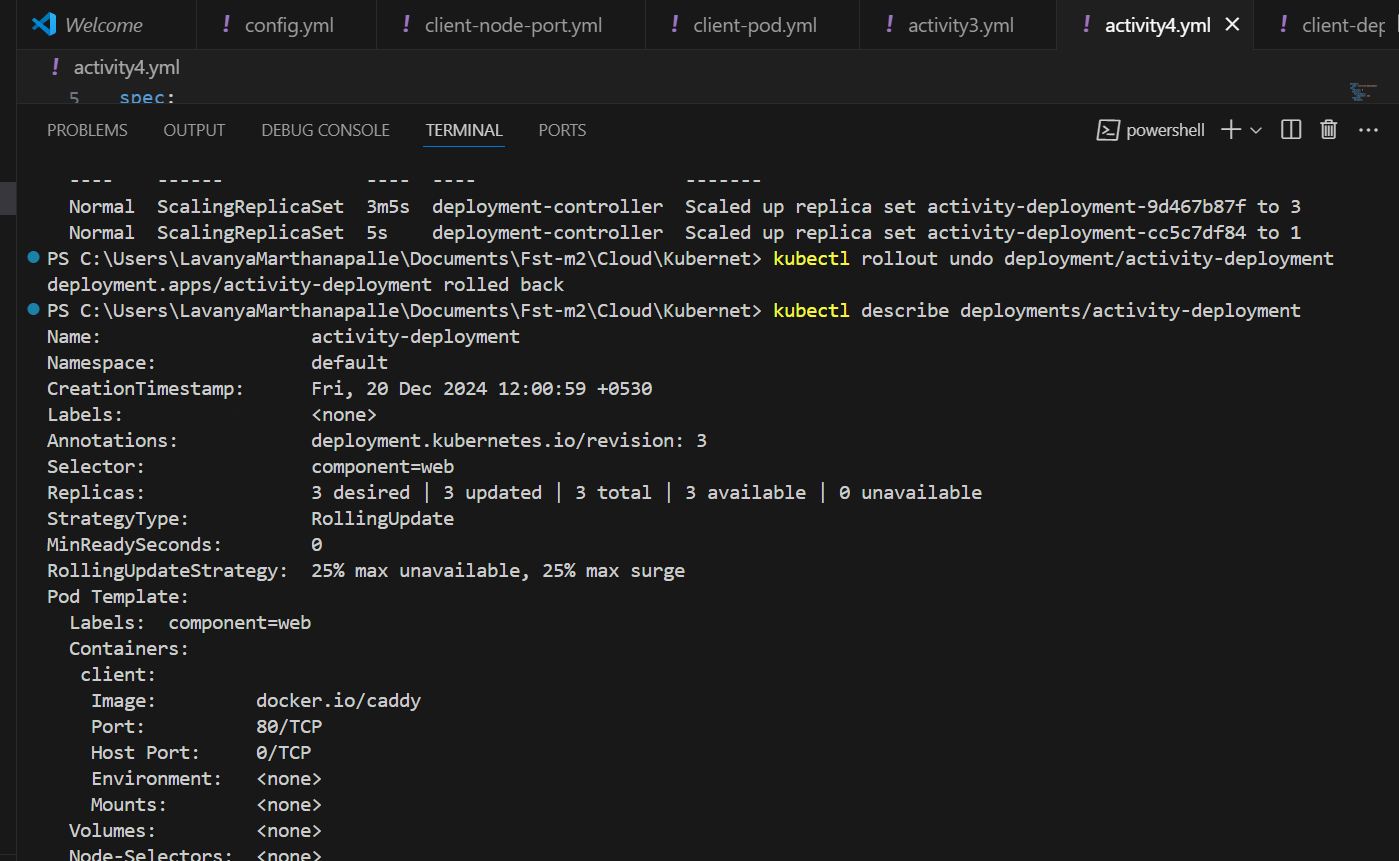 Welcome ! config.yml ! client-node-port.yml ! client-pod.yml ! activity3.yml ! activity4.yml ! client-dep
! activity4.yml
5 spec:
PROBLEMS OUTPUT DEBUG CONSOLE TERMINAL PORTS powershell
---- ------ ---- ---- -------
Normal ScalingReplicaSet 3m5s deployment-controller Scaled up replica set activity-deployment-9d467b87f to 3
Normal ScalingReplicaSet 5s deployment-controller Scaled up replica set activity-deployment-cc5c7df84 to 1
PS C:\Users\LavanyaMarthanapalle\Documents\Fst-m2\Cloud\Kubernet> kubectl rollout undo deployment/activity-deployment
deployment.apps/activity-deployment rolled back
PS C:\Users\LavanyaMarthanapalle\Documents\Fst-m2\Cloud\Kubernet> kubectl describe deployments/activity-deployment
Name: activity-deployment
Namespace: default
CreationTimestamp: Fri, 20 Dec 2024 12:00:59 +0530
Labels: <none>
Annotations: deployment.kubernetes.io/revision: 3
Selector: component=web
Replicas: 3 desired | 3 updated | 3 total | 3 available | 0 unavailable
StrategyType: RollingUpdate
MinReadySeconds: 0
RollingUpdateStrategy: 25% max unavailable, 25% max surge
Pod Template:
Labels: component=web
Containers:
client:
Image: docker.io/caddy
Port: 80/TCP
Host Port: 0/TCP
Environment: <none>
Mounts: <none>
Volumes: <none>
Node-Selectors: <none>